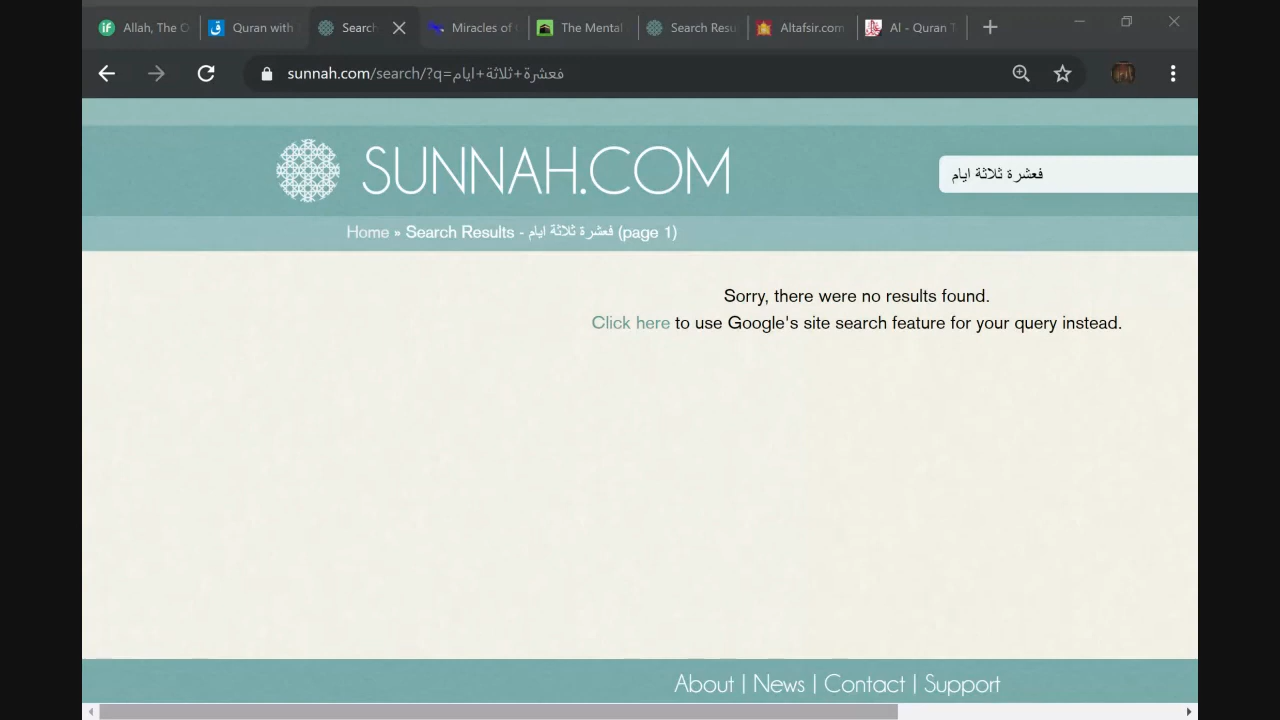 if Allah, The O
ق Quran with
Search
Miracles of
The Mental
Search Resu
Altafsir.com
Al - Quran T
sunnah.com/search/?q=فعشرة+ثلاثة+ايام
SUNNAH.COM
فعشرة ثلاثة ايام
Home » Search Results - فعشرة ثلاثة ايام (page 1)
Sorry, there were no results found.
Click here to use Google's site search feature for your query instead.
About | News | Contact | Support